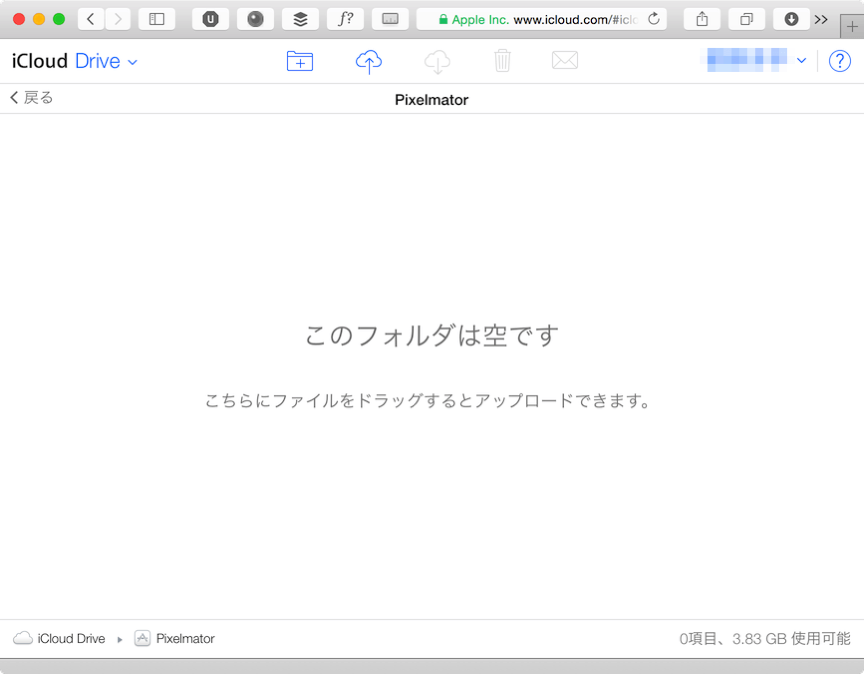 Apple Inc. www.icloud.com/#iclo
iCloud Drive
戻る
Pixelmator
このフォルダは空です
こちらにファイルをドラッグするとアップロードできます。
iCloud Drive ▸ Pixelmator
0項目、3.83 GB 使用可能